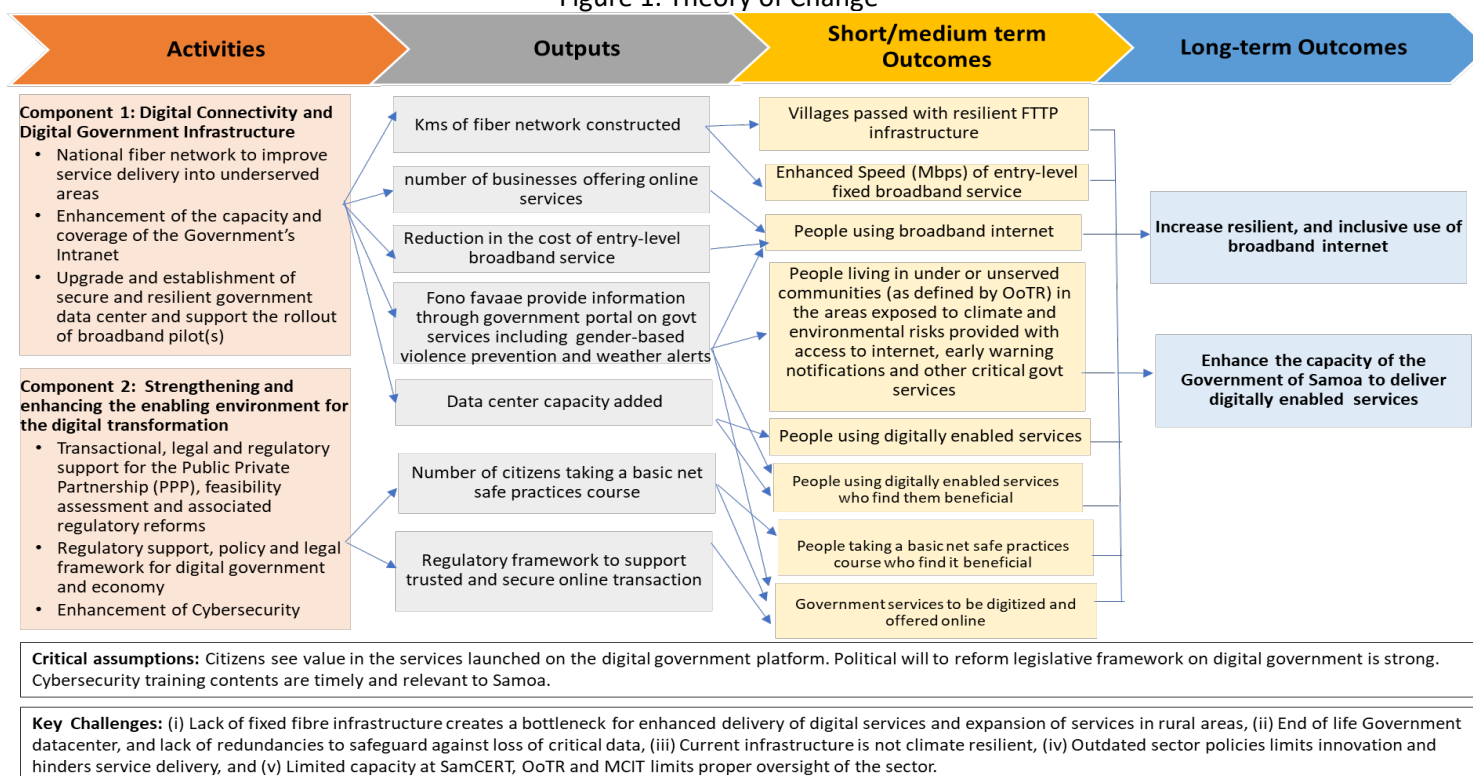 Figure 1: Theory of Change
Activities
Outputs
Short/medium term
Outcomes
Long-term Outcomes
Component 1: Digital Connectivity and
Digital Government Infrastructure
• National fiber network to improve
service delivery into underserved
areas
• Enhancement of the capacity and
coverage of the Government's
Intranet
• Upgrade and establishment of
secure and resilient government
data center and support the rollout
of broadband pilot(s)
Component 2: Strengthening and
enhancing the enabling environment for
the digital transformation
• Transactional, legal and regulatory
support for the Public Private
Partnership (PPP), feasibility
assessment and associated
regulatory reforms
• Regulatory support, policy and legal
framework for digital government
and economy
• Enhancement of Cybersecurity
Kms of fiber network constructed
number of businesses offering online
services
Reduction in the cost of entry-level
broadband service
Fono favaae provide information
through government portal on govt
services including gender-based
violence prevention and weather alerts
Data center capacity added
Number of citizens taking a basic net
safe practices course
Regulatory framework to support
trusted and secure online transaction
Villages passed with resilient FTTP
infrastructure
Enhanced Speed (Mbps) of entry-level
fixed broadband service
People using broadband internet
People living in under or unserved
communities (as defined by OoTR) in
the areas exposed to climate and
environmental risks provided with
access to internet, early warning
notifications and other critical govt
services
People using digitally enabled services
People using digitally enabled services
who find them beneficial
People taking a basic net safe practices
course who find it beneficial
Government services to be digitized and
offered online
Increase resilient, and inclusive use of
broadband internet
Enhance the capacity of the
Government of Samoa to deliver
digitally enabled services
Critical assumptions: Citizens see value in the services launched on the digital government platform. Political will to reform legislative framework on digital government is strong.
Cybersecurity training contents are timely and relevant to Samoa.
Key Challenges: (i) Lack of fixed fibre infrastructure creates a bottleneck for enhanced delivery of digital services and expansion of services in rural areas, (ii) End of life Government
datacenter, and lack of redundancies to safeguard against loss of critical data, (iii) Current infrastructure is not climate resilient, (iv) Outdated sector policies limits innovation and
hinders service delivery, and (v) Limited capacity at SamCERT, OoTR and MCIT limits proper oversight of the sector.